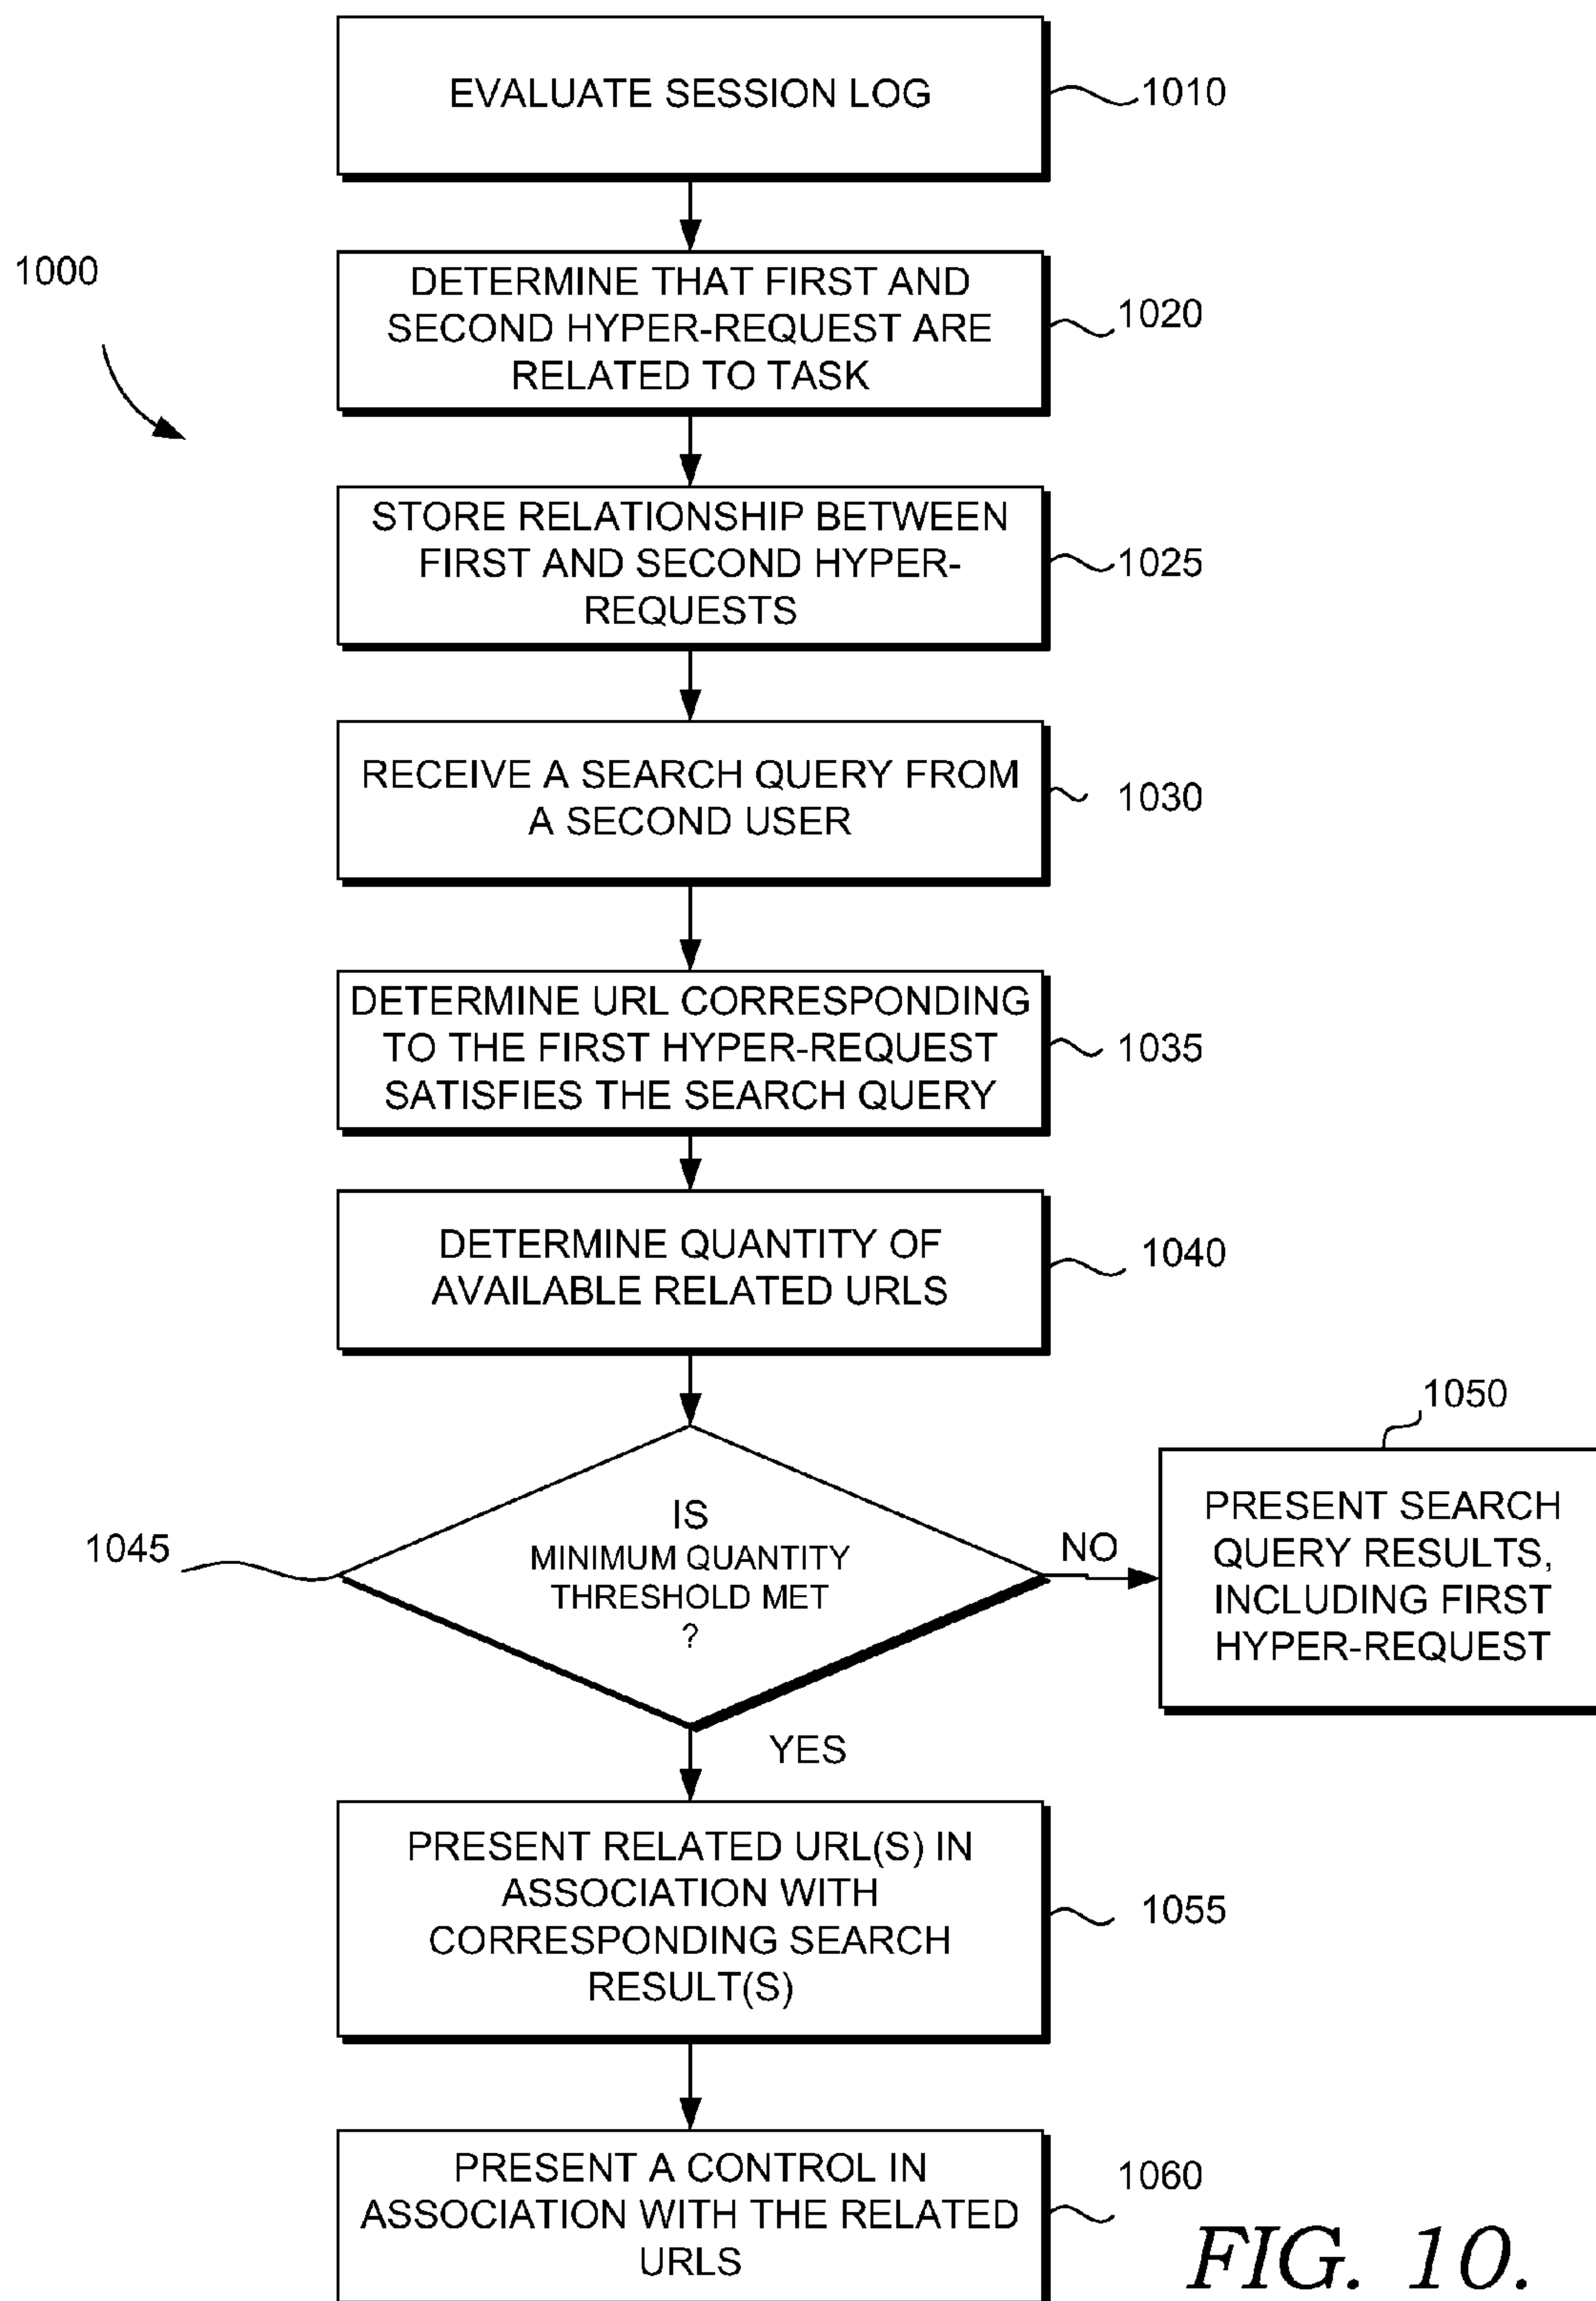 EVALUATE SESSION LOG
1010
1000
DETERMINE THAT FIRST AND
SECOND HYPER-REQUEST ARE
RELATED TO TASK
1020
STORE RELATIONSHIP BETWEEN
FIRST AND SECOND HYPER-
REQUESTS
1025
RECEIVE A SEARCH QUERY FROM
A SECOND USER
1030
DETERMINE URL CORRESPONDING
TO THE FIRST HYPER-REQUEST
SATISFIES THE SEARCH QUERY
1035
DETERMINE QUANTITY OF
AVAILABLE RELATED URLS
1040
IS
MINIMUM QUANTITY
THRESHOLD MET
?
1045
NO
1050
PRESENT SEARCH
QUERY RESULTS,
INCLUDING FIRST
HYPER-REQUEST
YES
PRESENT RELATED URL(S) IN
ASSOCIATION WITH
CORRESPONDING SEARCH
RESULT(S)
1055
PRESENT A CONTROL IN
ASSOCIATION WITH THE RELATED
URLS
1060
FIG. 10.